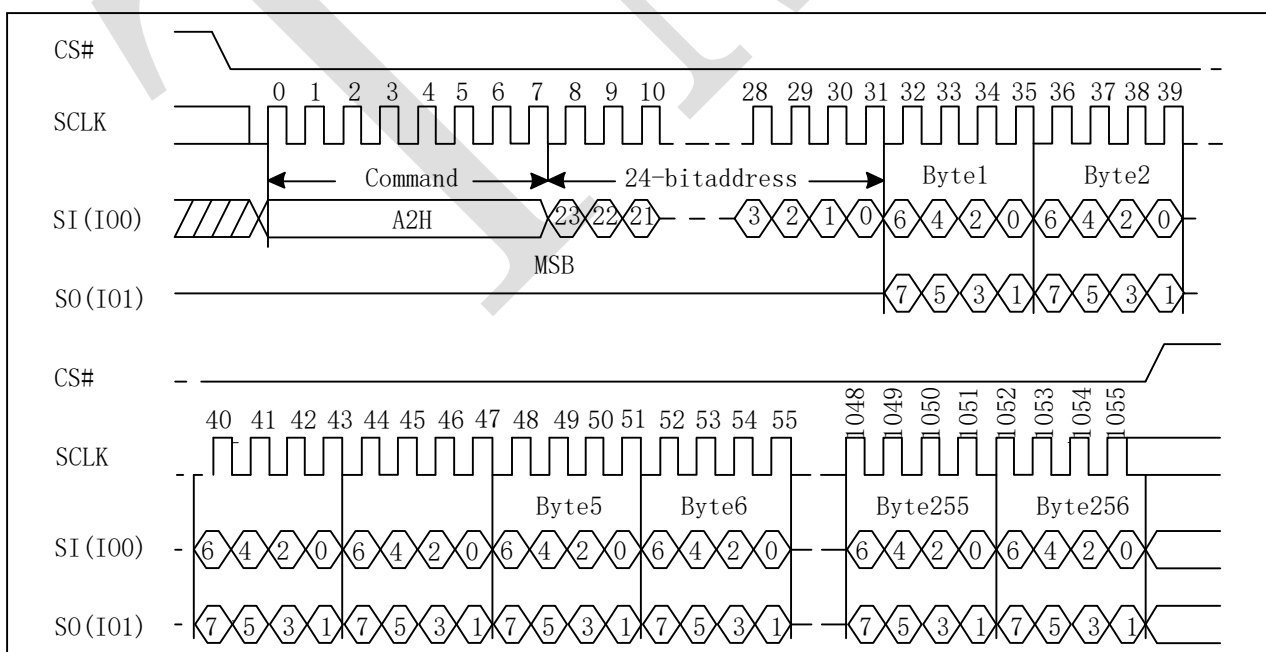 CS#
0 1 2 3 4 5 6 7 8 9 10 28 29 30 31 32 33 34 35 36 37 38 39
SCLK
Command 24-bitaddress Byte1 Byte2
SI(IO0) A2H 23 22 21 3 2 1 0 6 4 2 0 6 4 2 0
MSB
SO(IO1) 7 5 3 1 7 5 3 1
CS#
40 41 42 43 44 45 46 47 48 49 50 51 52 53 54 55 1048 1049 1050 1051 1052 1053 1054 1055
SCLK
Byte5 Byte6 Byte255 Byte256
SI(IO0) 6 4 2 0 6 4 2 0 6 4 2 0 6 4 2 0 6 4 2 0 6 4 2 0
SO(IO1) 7 5 3 1 7 5 3 1 7 5 3 1 7 5 3 1 7 5 3 1 7 5 3 1